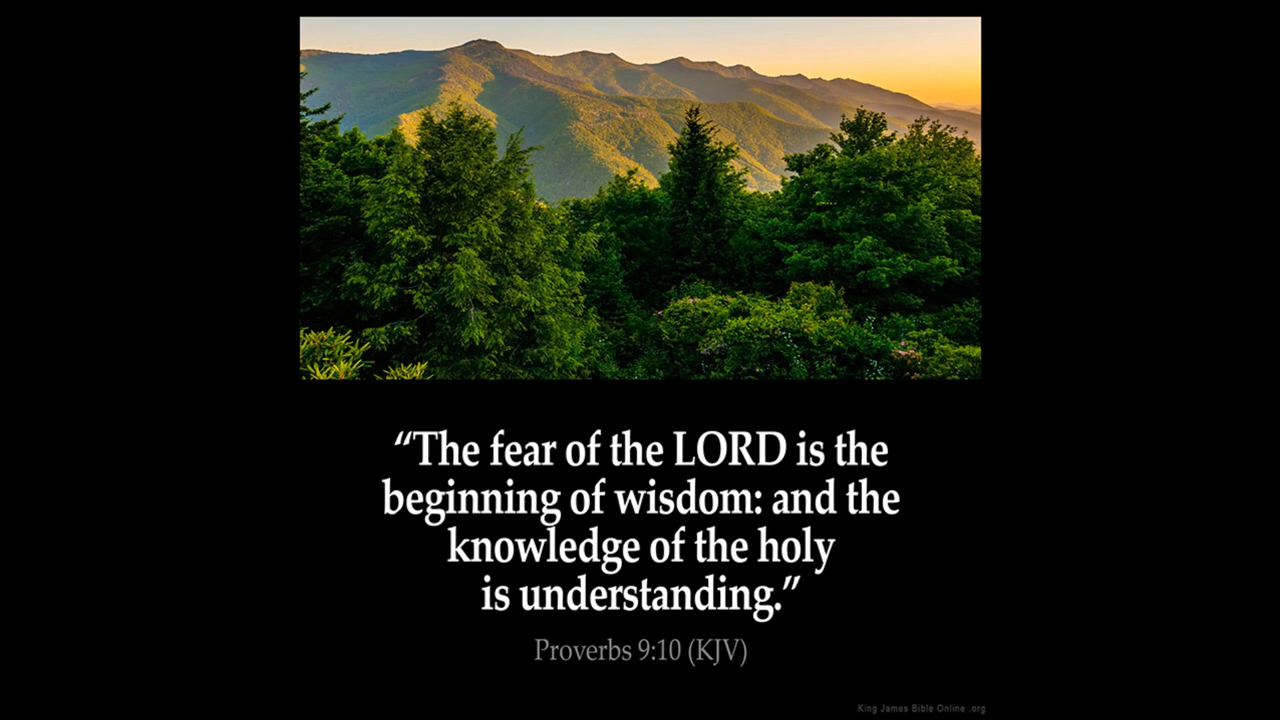 “The fear of the LORD is the
beginning of wisdom: and the
knowledge of the holy
is understanding.”
Proverbs 9:10 (KJV)
King James Bible Online .org